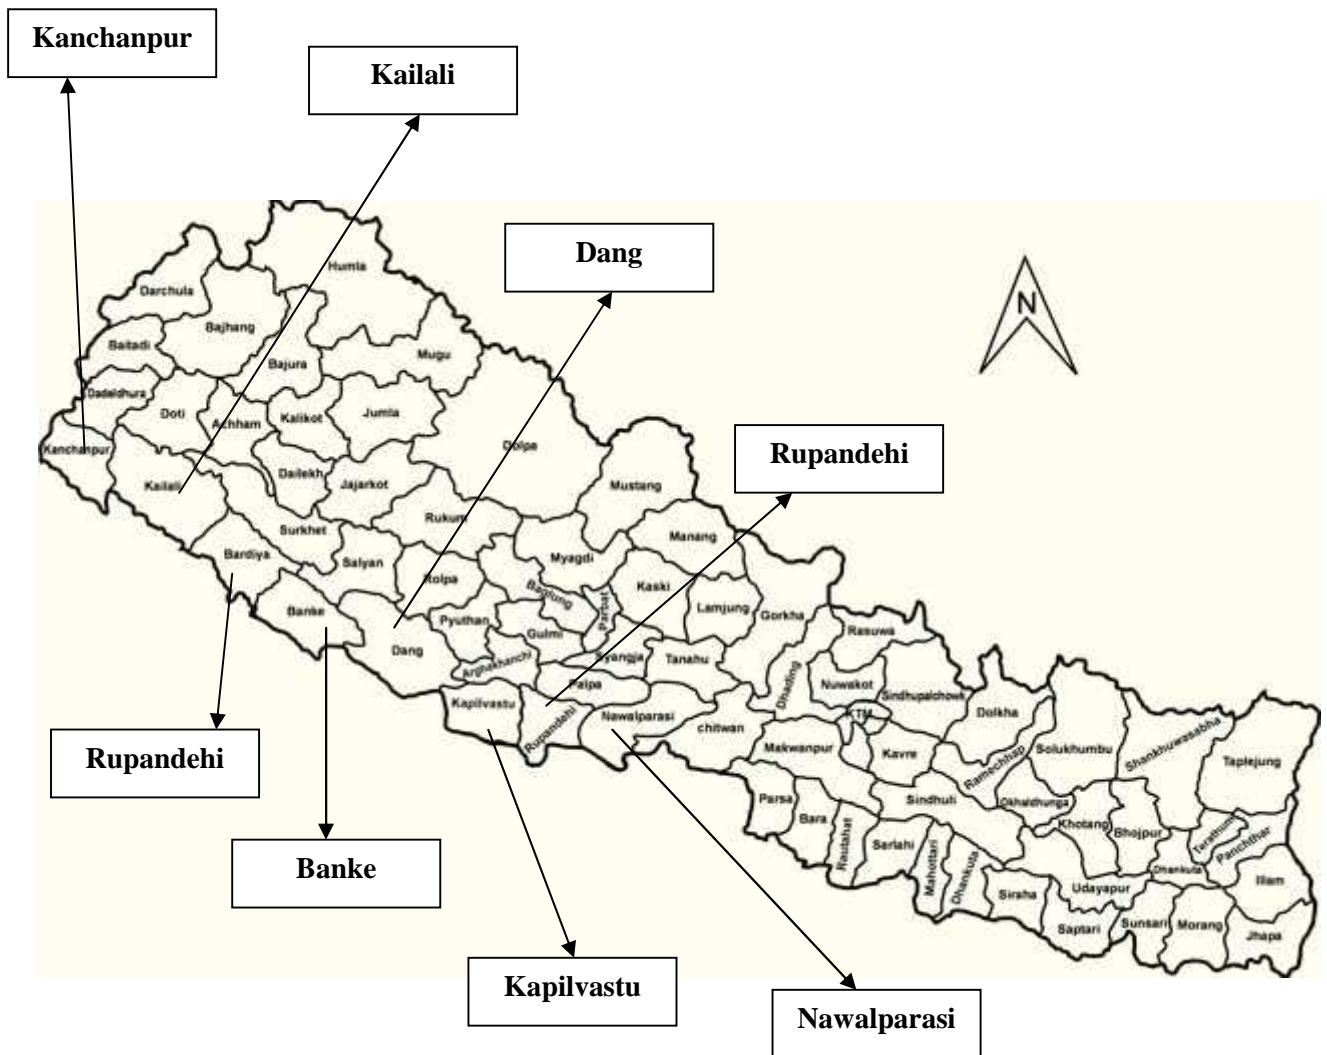 Kanchanpur
Kailali
Dang
Rupandehi
Humla
Darchula
Bajhang
Baitadi
Bajura
Mugu
Dadeldhura
Doti
Achham
Kalikot
Jumla
Dolpa
Kanchanpur
Kailali
Dailekh
Jajarkot
Mustang
Rukum
Surkhet
Manang
Bardiya
Salyan
Myagdi
Rolpa
Baglung
Parbat
Kaski
Lamjung
Gorkha
Banke
Pyuthan
Gulmi
Rasuwa
Dang
Arghakhanchi
Syangja
Tanahu
Dhading
Nuwakot
Sindhupalchowk
Palpa
Kapilvastu
Rupandehi
Nawalparasi
chitwan
KTM
Dolkha
Makwanpur
Kavre
Ramechhap
Solukhumbu
Shankhuwasabha
Taplejung
Parsa
Bara
Rautahat
Sarlahi
Mahottari
Dhankuta
Sindhuli
Okhaldhunga
Khotang
Bhojpur
Terathum
Panchthar
Dhankuta
Illam
Siraha
Udayapur
Saptari
Sunsari
Morang
Jhapa
N
Rupandehi
Banke
Kapilvastu
Nawalparasi